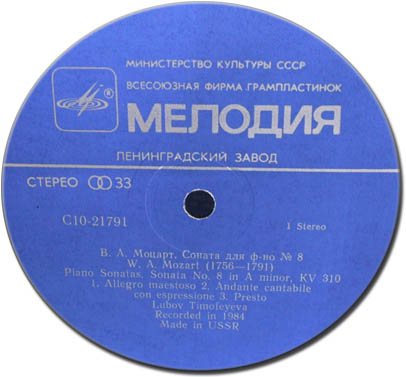 МИНИСТЕРСТВО КУЛЬТУРЫ СССР
ВСЕСОЮЗНАЯ ФИРМА ГРАМПЛАСТИНОК
®
МЕЛОДИЯ
ЛЕНИНГРАДСКИЙ ЗАВОД
СТЕРЕО 33
С10-21791
1 Stereo
В. А. Моцарт. Соната для ф-но № 8
W. A. Mozart (1756—1791)
Piano Sonatas, Sonata No. 8 in A minor, KV 310
1. Allegro maestoso 2. Andante cantabile
con espressione 3. Presto
Lubov Timofeyeva
Recorded in 1984
Made in USSR